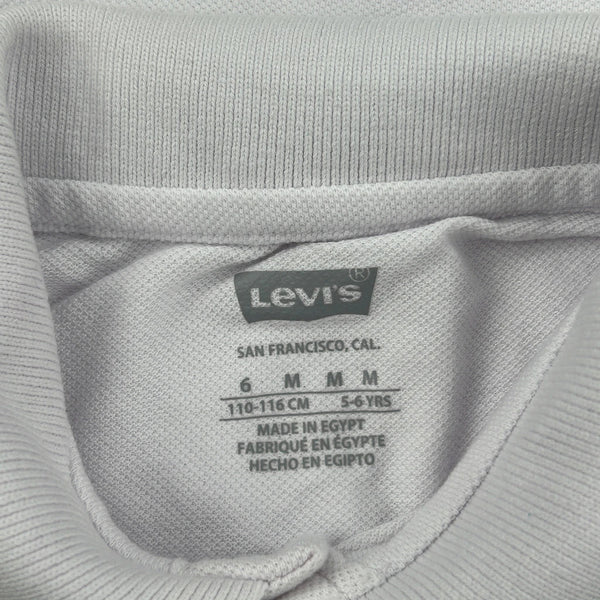 Levi's ®
SAN FRANCISCO, CAL.
6 M M M
110-116 CM 5-6 YRS
MADE IN EGYPT
FABRIQUÉ EN ÉGYPTE
HECHO EN EGIPTO